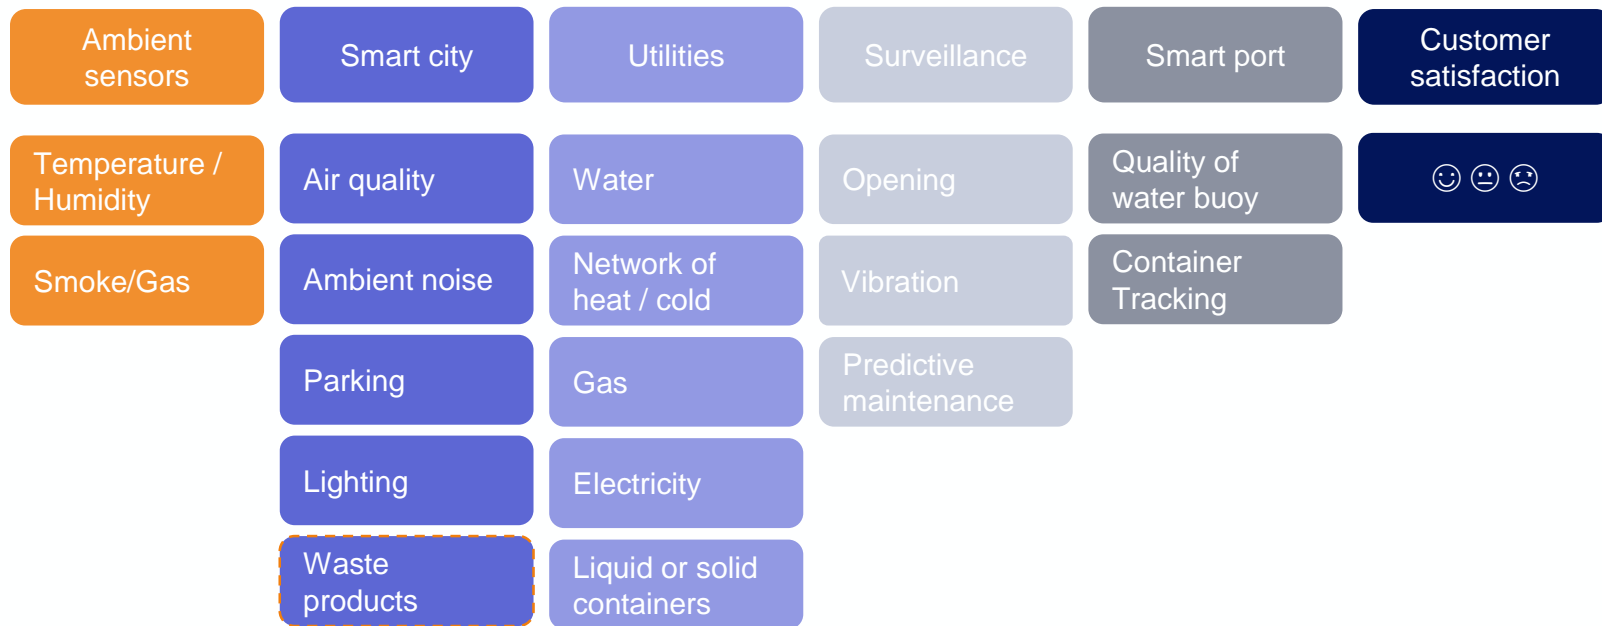 Ambient
sensors
Smart city
Utilities
Surveillance
Smart port
Customer
satisfaction
Temperature /
Humidity
Air quality
Water
Opening
Quality of
water buoy
Smoke/Gas
Ambient noise
Network of
heat / cold
Vibration
Container
Tracking
Parking
Gas
Predictive
maintenance
Lighting
Electricity
Waste
products
Liquid or solid
containers